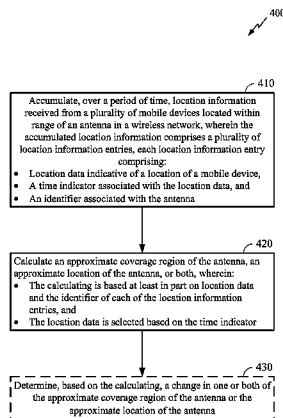 400
410
Accumulate, over a period of time, location information
received from a plurality of mobile devices located within
range of an antenna in a wireless network, wherein the
accumulated location information comprises a plurality of
location information entries, each location information entry
comprising:
• Location data indicative of a location of a mobile device,
• A time indicator associated with the location data, and
• An identifier associated with the antenna
420
Calculate an approximate coverage region of the antenna, an
approximate location of the antenna, or both, wherein:
• The calculating is based at least in part on location data
and the identifier of each of the location information
entries, and
• The location data is selected based on the time indicator
430
Determine, based on the calculating, a change in one or both of
the approximate coverage region of the antenna or the
approximate location of the antenna